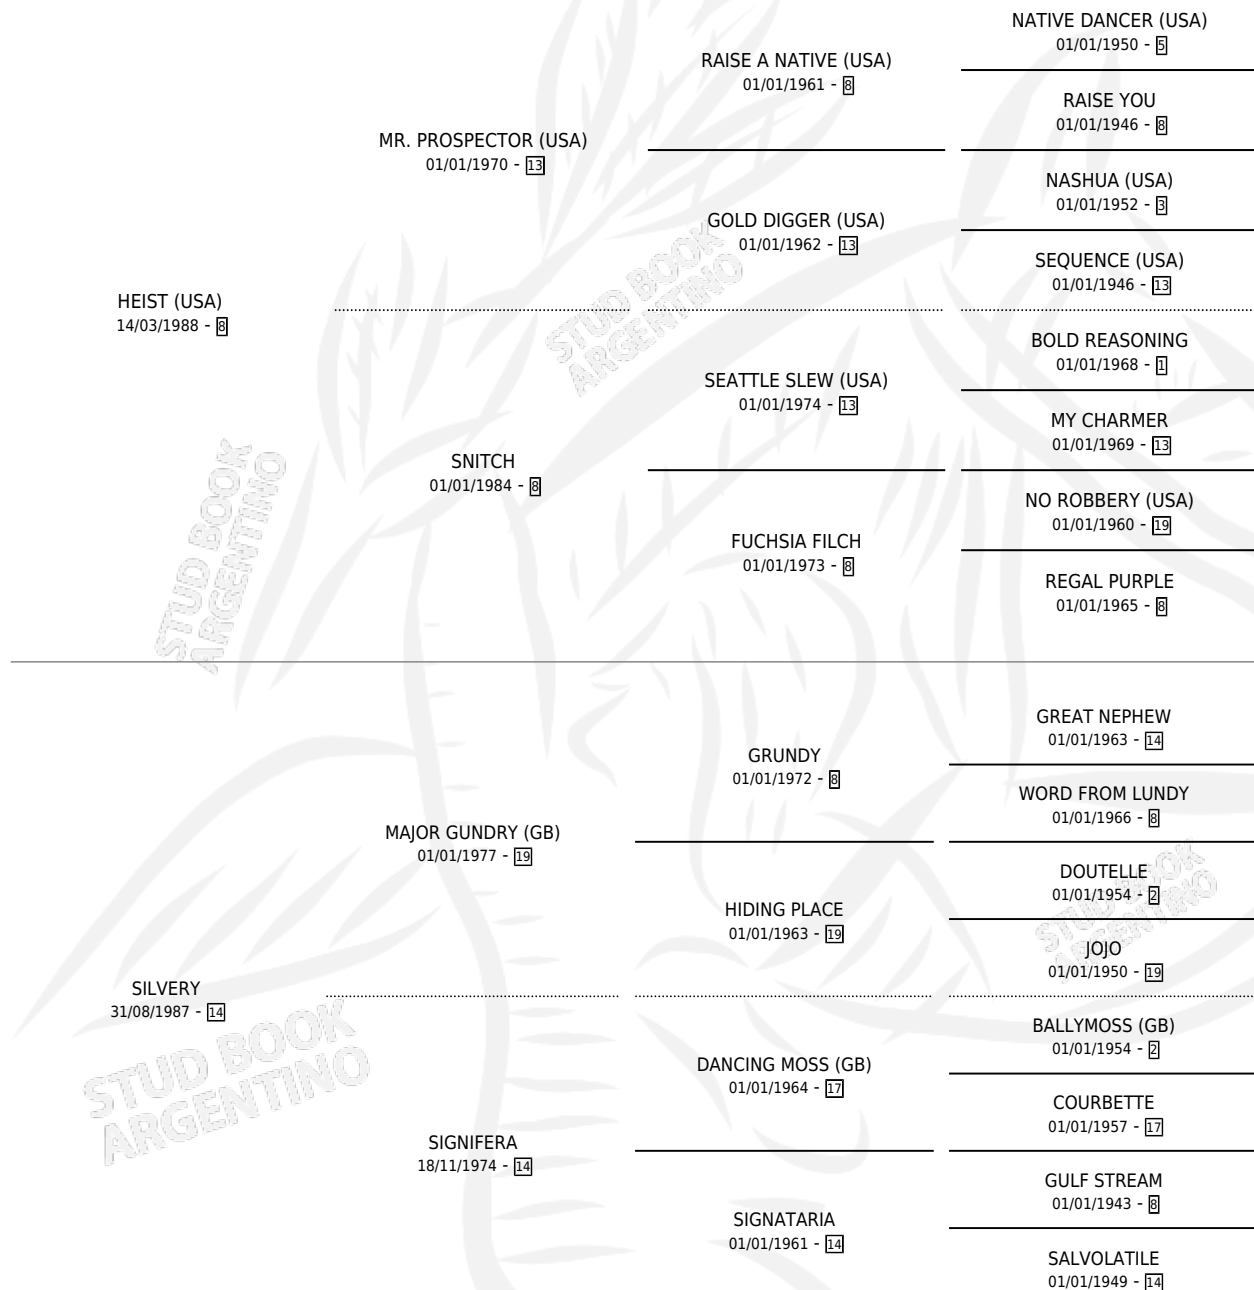 NATIVE DANCER (USA)
01/01/1950 - 5
RAISE A NATIVE (USA)
01/01/1961 - 8
RAISE YOU
01/01/1946 - 8
MR. PROSPECTOR (USA)
01/01/1970 - 13
NASHUA (USA)
01/01/1952 - 3
GOLD DIGGER (USA)
01/01/1962 - 13
SEQUENCE (USA)
01/01/1946 - 13
HEIST (USA)
14/03/1988 - 8
BOLD REASONING
01/01/1968 - 1
SEATTLE SLEW (USA)
01/01/1974 - 13
MY CHARMER
01/01/1969 - 13
SNITCH
01/01/1984 - 8
NO ROBBERY (USA)
01/01/1960 - 19
FUCHSIA FILCH
01/01/1973 - 8
REGAL PURPLE
01/01/1965 - 8
GREAT NEPHEW
01/01/1963 - 14
GRUNDY
01/01/1972 - 8
WORD FROM LUNDY
01/01/1966 - 8
MAJOR GUNDRY (GB)
01/01/1977 - 19
DOUTELLE
01/01/1954 - 2
HIDING PLACE
01/01/1963 - 19
JOJO
01/01/1950 - 19
SILVERY
31/08/1987 - 14
BALLYMOSS (GB)
01/01/1954 - 2
DANCING MOSS (GB)
01/01/1964 - 17
COURBETTE
01/01/1957 - 17
SIGNIFERA
18/11/1974 - 14
GULF STREAM
01/01/1943 - 8
SIGNATARIA
01/01/1961 - 14
SALVOLATILE
01/01/1949 - 14
STUD BOOK
ARGENTINO
STUD BOOK
ARGENTINO
STUD BOOK
ARGENTINO
STUD BOOK
ARGENTINO